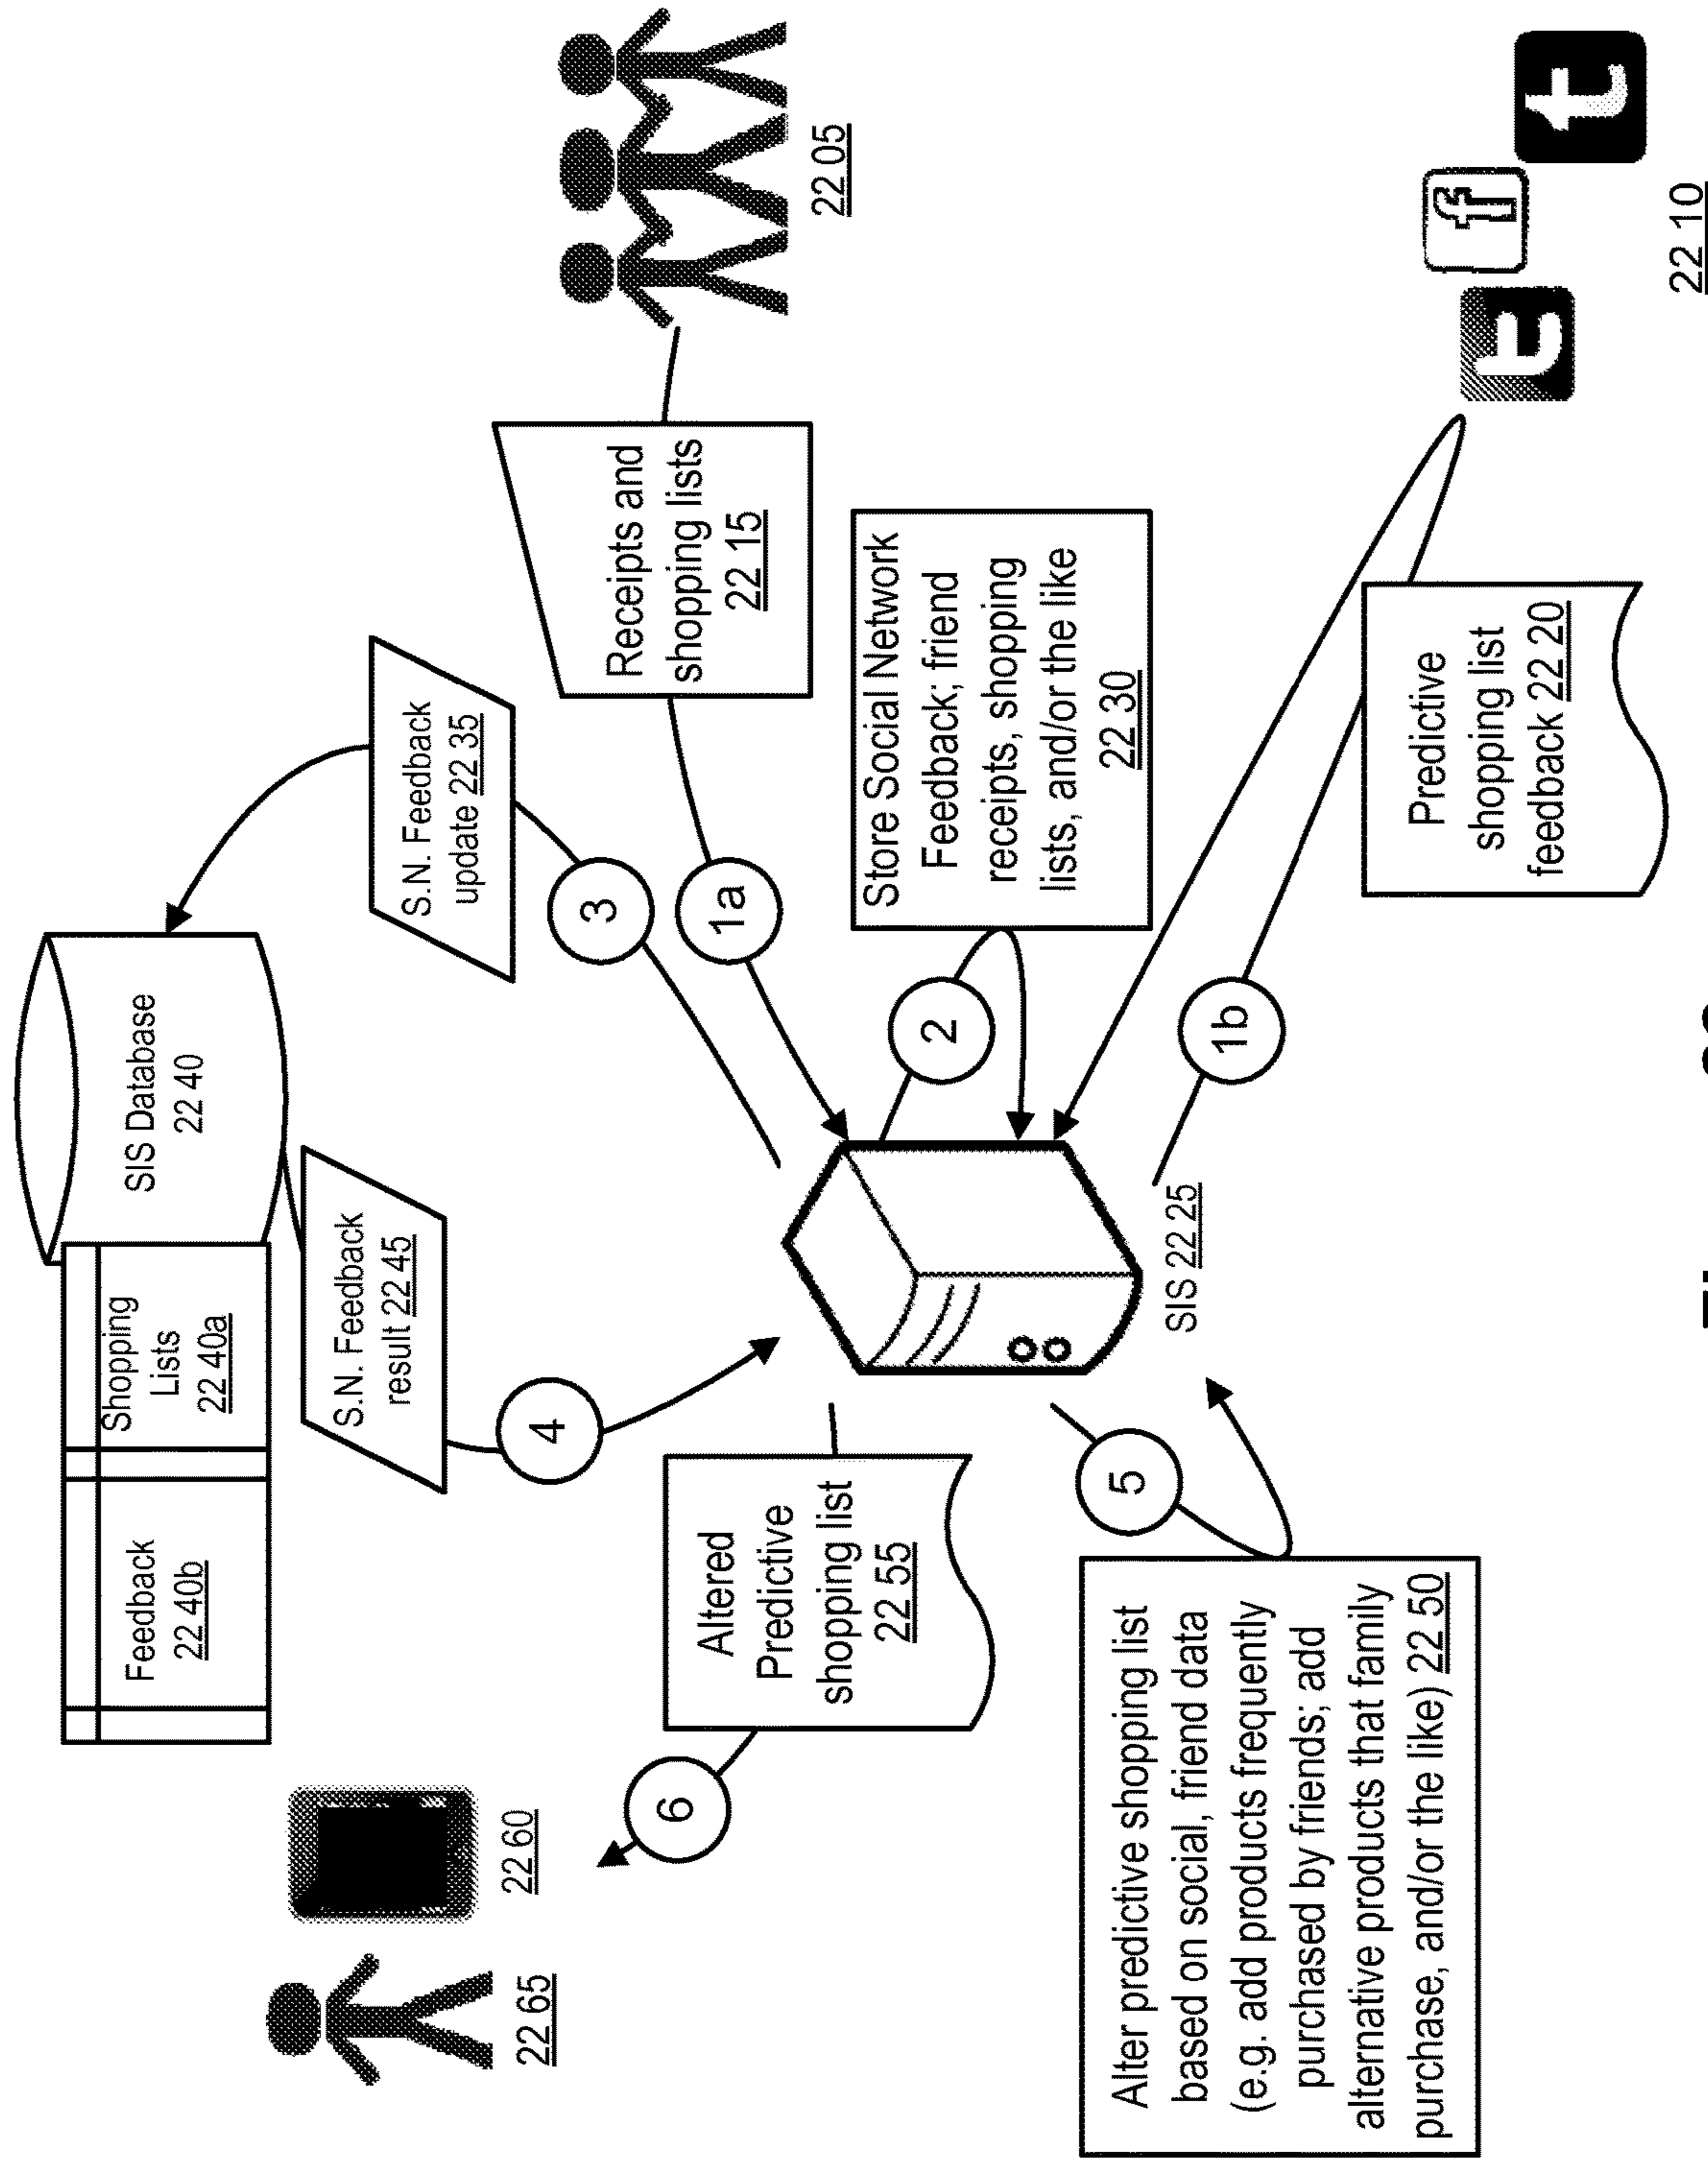 22 65
22 60
Feedback
22 40b
Shopping
Lists
22 40a
SIS Database
22 40
S.N. Feedback
result 22 45
S.N. Feedback
update 22 35
4
3
6
Altered
Predictive
shopping list
22 55
1a
Receipts and
shopping lists
22 15
22 05
SIS 22 25
2
Store Social Network
Feedback; friend
receipts, shopping
lists, and/or the like
22 30
5
Alter predictive shopping list
based on social, friend data
(e.g. add products frequently
purchased by friends; add
alternative products that family
purchase, and/or the like) 22 50
1b
Predictive
shopping list
feedback 22 20
t
f
t
22 10